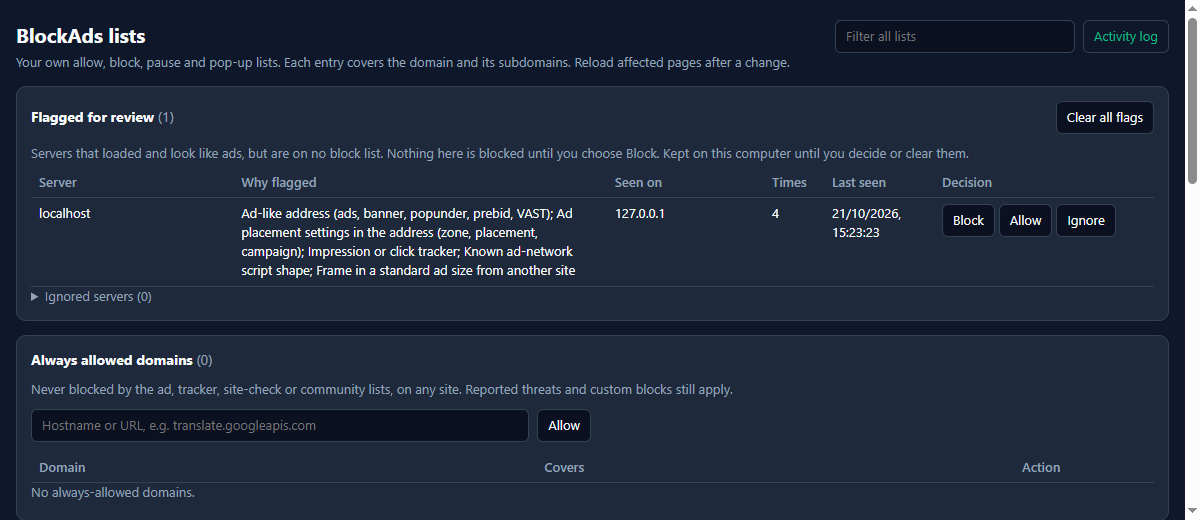 BlockAds lists
Filter all lists
Activity log
Your own allow, block, pause and pop-up lists. Each entry covers the domain and its subdomains. Reload affected pages after a change.
Flagged for review (1)
Clear all flags
Servers that loaded and look like ads, but are on no block list. Nothing here is blocked until you choose Block. Kept on this computer until you decide or clear them.
Server Why flagged Seen on Times Last seen Decision
localhost Ad-like address (ads, banner, popunder, prebid, VAST); Ad 127.0.0.1 4 21/10/2026, Block Allow Ignore
placement settings in the address (zone, placement, 15:23:23
campaign); Impression or click tracker; Known ad-network
script shape; Frame in a standard ad size from another site
Ignored servers (0)
Always allowed domains (0)
Never blocked by the ad, tracker, site-check or community lists, on any site. Reported threats and custom blocks still apply.
Hostname or URL, e.g. translate.googleapis.com Allow
Domain Covers Action
No always-allowed domains.